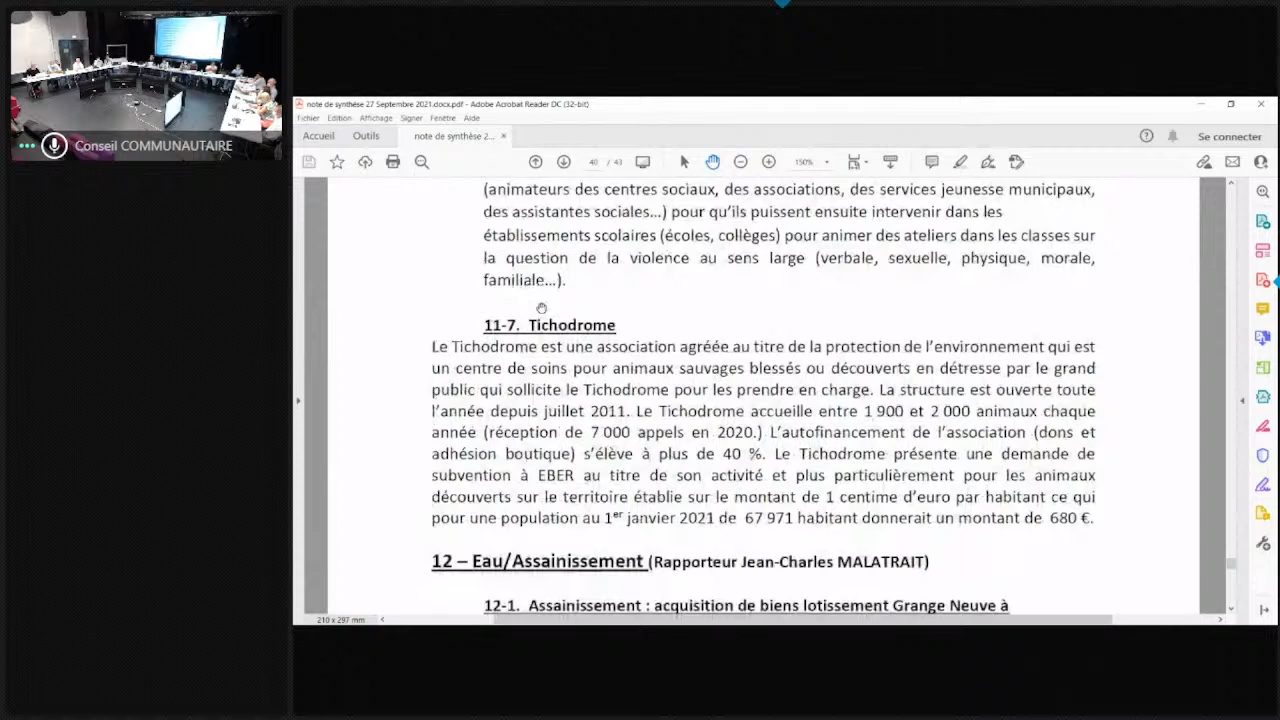 Conseil COMMUNAUTAIRE
note de synthèse 27 Septembre 2021.docx.pdf - Adobe Acrobat Reader DC (32-bit)
Fichier Edition Affichage Signer Fenêtre Aide
Accueil Outils note de synthèse 2... × Se connecter
40 / 43 150%
(animateurs des centres sociaux, des associations, des services jeunesse municipaux,
des assistantes sociales...) pour qu'ils puissent ensuite intervenir dans les
établissements scolaires (écoles, collèges) pour animer des ateliers dans les classes sur
la question de la violence au sens large (verbale, sexuelle, physique, morale,
familiale...).
11-7. Tichodrome
Le Tichodrome est une association agréée au titre de la protection de l'environnement qui est
un centre de soins pour animaux sauvages blessés ou découverts en détresse par le grand
public qui sollicite le Tichodrome pour les prendre en charge. La structure est ouverte toute
l'année depuis juillet 2011. Le Tichodrome accueille entre 1 900 et 2 000 animaux chaque
année (réception de 7 000 appels en 2020.) L'autofinancement de l'association (dons et
adhésion boutique) s'élève à plus de 40 %. Le Tichodrome présente une demande de
subvention à EBER au titre de son activité et plus particulièrement pour les animaux
découverts sur le territoire établie sur le montant de 1 centime d'euro par habitant ce qui
pour une population au 1er janvier 2021 de 67 971 habitant donnerait un montant de 680 €.
12 – Eau/Assainissement (Rapporteur Jean-Charles MALATRAIT)
12-1. Assainissement : acquisition de biens lotissement Grange Neuve à
210 x 297 mm